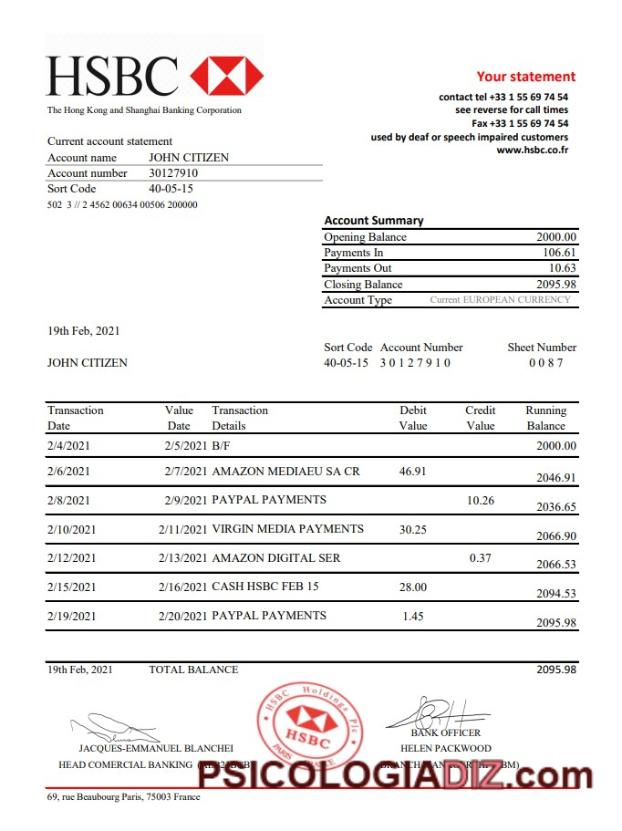 HSBC
The Hong Kong and Shanghai Banking Corporation
Your statement
contact tel +33 1 55 69 74 54
see reverse for call times
Fax +33 1 55 69 74 54
used by deaf or speech impaired customers
www.hsbc.co.fr
Current account statement
Account name JOHN CITIZEN
Account number 30127910
Sort Code 40-05-15
502 3 // 2 4562 00634 00506 200000
Account Summary
Opening Balance 2000.00
Payments In 106.61
Payments Out 10.63
Closing Balance 2095.98
Account Type Current EUROPEAN CURRENCY
19th Feb, 2021
Sort Code Account Number Sheet Number
JOHN CITIZEN 40-05-15 3 0 1 2 7 9 1 0 0 0 8 7
Transaction Value Transaction Debit Credit Running
Date Date Details Value Value Balance
2/4/2021 2/5/2021 B/F 2000.00
2/6/2021 2/7/2021 AMAZON MEDIAEU SA CR 46.91 2046.91
2/8/2021 2/9/2021 PAYPAL PAYMENTS 10.26 2036.65
2/10/2021 2/11/2021 VIRGIN MEDIA PAYMENTS 30.25 2066.90
2/12/2021 2/13/2021 AMAZON DIGITAL SER 0.37 2066.53
2/15/2021 2/16/2021 CASH HSBC FEB 15 28.00 2094.53
2/19/2021 2/20/2021 PAYPAL PAYMENTS 1.45 2095.98
19th Feb, 2021 TOTAL BALANCE 2095.98
HSBC Holdings Plc
HSBC
PARIS FRANCE
BANK OFFICER
JACQUES-EMMANUEL BLANCHEI HELEN PACKWOOD
HEAD COMERCIAL BANKING
PSICOLOGIADIZ.com
69, rue Beaubourg Paris, 75003 France